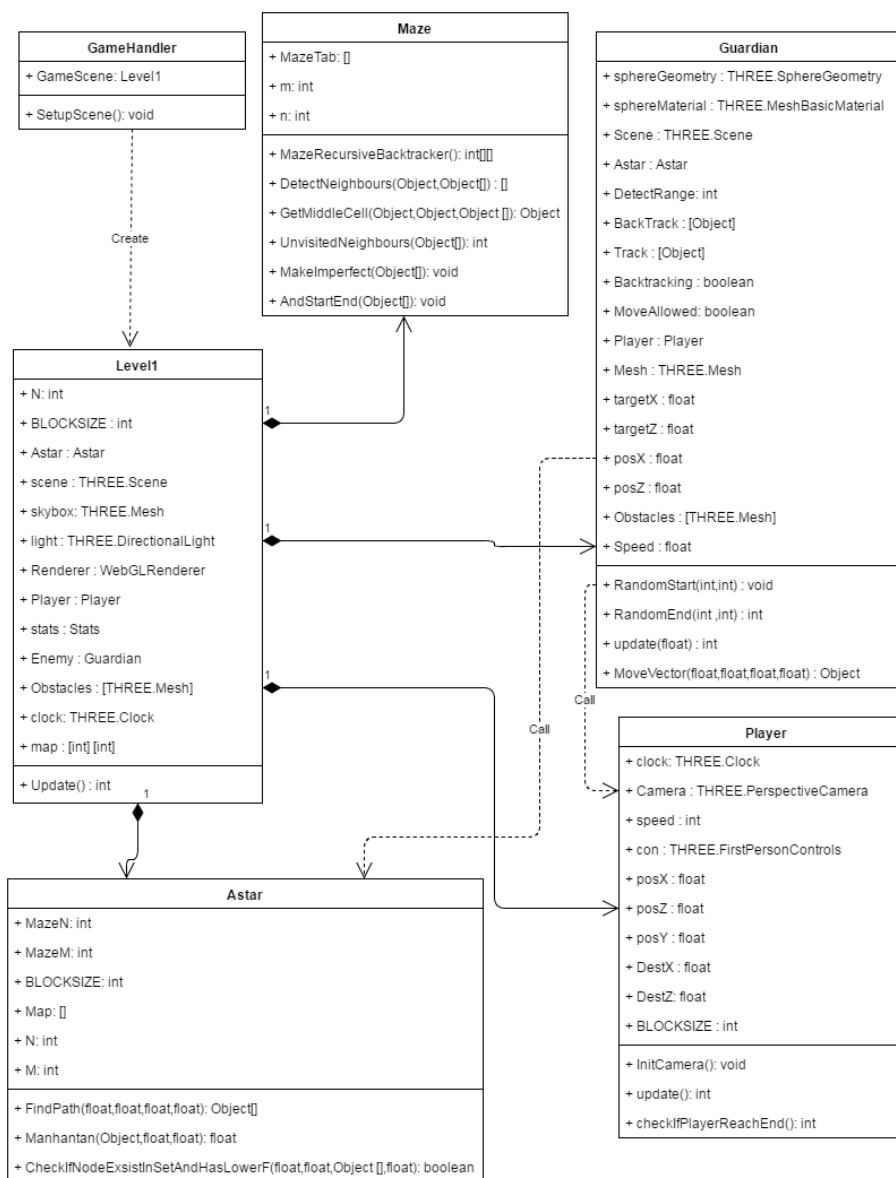 GameHandler
+ GameScene: Level1
+ SetupScene(): void
Create
Maze
+ MazeTab: []
+ m: int
+ n: int
+ MazeRecursiveBacktracker(): int[][]
+ DetectNeighbours(Object,Object[]) : []
+ GetMiddleCell(Object,Object,Object []): Object
+ UnvisitedNeighbours(Object[]): int
+ MakeImperfect(Object[]): void
+ AndStartEnd(Object[]): void
Guardian
+ sphereGeometry : THREE.SphereGeometry
+ sphereMaterial : THREE.MeshBasicMaterial
+ Scene : THREE.Scene
+ Astar : Astar
+ DetectRange: int
+ BackTrack : [Object]
+ Track : [Object]
+ Backtracking : boolean
+ MoveAllowed: boolean
+ Player : Player
+ Mesh : THREE.Mesh
+ targetX : float
+ targetZ : float
+ posX : float
+ posZ : float
+ Obstacles : [THREE.Mesh]
+ Speed : float
+ RandomStart(int,int) : void
+ RandomEnd(int ,int) : int
+ update(float) : int
+ MoveVector(float,float,float,float) : Object
Level1
+ N: int
+ BLOCKSIZE : int
+ Astar : Astar
+ scene : THREE.Scene
+ skybox: THREE.Mesh
+ light : THREE.DirectionalLight
+ Renderer : WebGLRenderer
+ Player : Player
+ stats : Stats
+ Enemy : Guardian
+ Obstacles : [THREE.Mesh]
+ clock: THREE.Clock
+ map : [int] [int]
+ Update() : int
1
1
1
1
Call
Call
Player
+ clock: THREE.Clock
+ Camera : THREE.PerspectiveCamera
+ speed : int
+ con : THREE.FirstPersonControls
+ posX : float
+ posZ : float
+ posY : float
+ DestX : float
+ DestZ: float
+ BLOCKSIZE : int
+ InitCamera(): void
+ update(): int
+ checkIfPlayerReachEnd(): int
Astar
+ MazeN: int
+ MazeM: int
+ BLOCKSIZE: int
+ Map: []
+ N: int
+ M: int
+ FindPath(float,float,float,float): Object[]
+ Manhantan(Object,float,float): float
+ CheckIfNodeExsistInSetAndHasLowerF(float,float,Object [],float): boolean